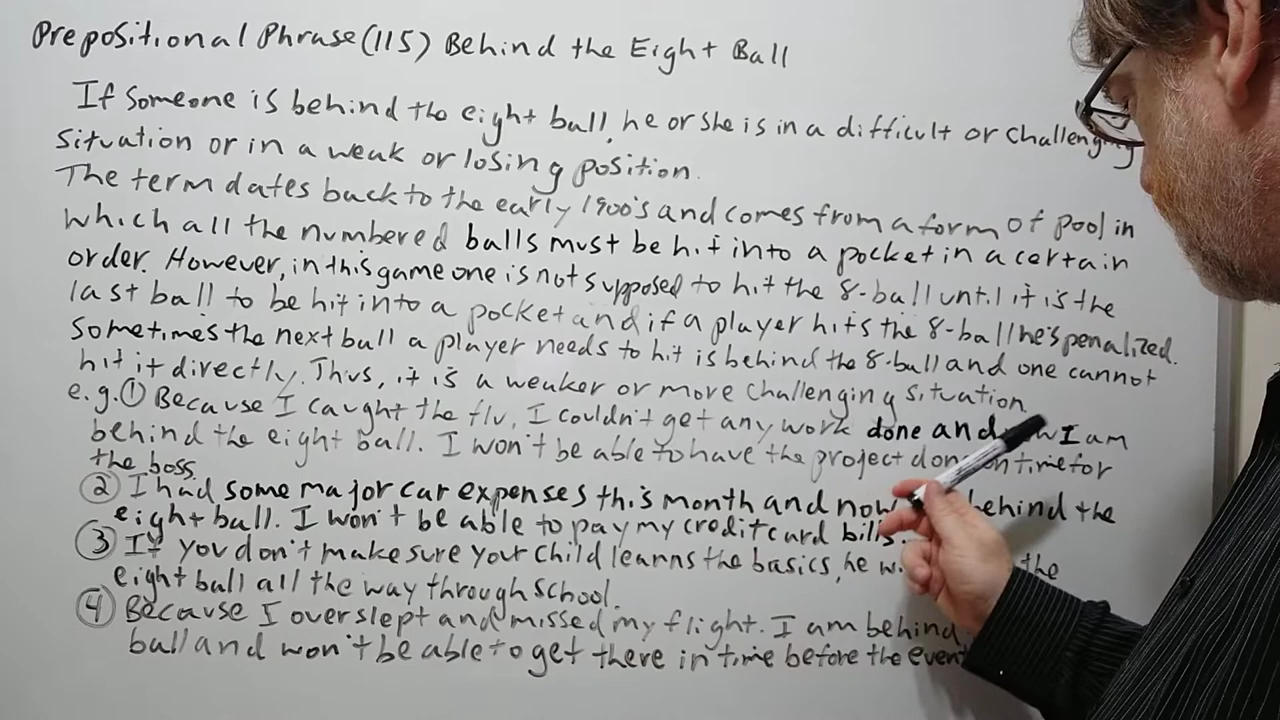 Prepositional Phrase(115) Behind the Eight Ball
If someone is behind the eight ball, he or she is in a difficult or challenging
situation or in a weak or losing position.
The term dates back to the early 1900's and comes from a form of pool in
which all the numbered balls must be hit into a pocket in a certain
order. However, in this game one is not supposed to hit the 8-ball until it is the
last ball to be hit into a pocket and if a player hits the 8-ball he's penalized.
Sometimes the next ball a player needs to hit is behind the 8-ball and one cannot
hit it directly. Thus, it is a weaker or more challenging situation
e.g. ① Because I caught the flu, I couldn't get any work done and I am
behind the eight ball. I won't be able to have the project done on time for
the boss.
② I had some major car expenses this month and now behind the
eight ball. I won't be able to pay my credit card bills.
③ If you don't make sure your child learns the basics, he the
eight ball all the way through school.
④ Because I overslept and missed my flight. I am behind
ball and won't be able to get there in time before the event